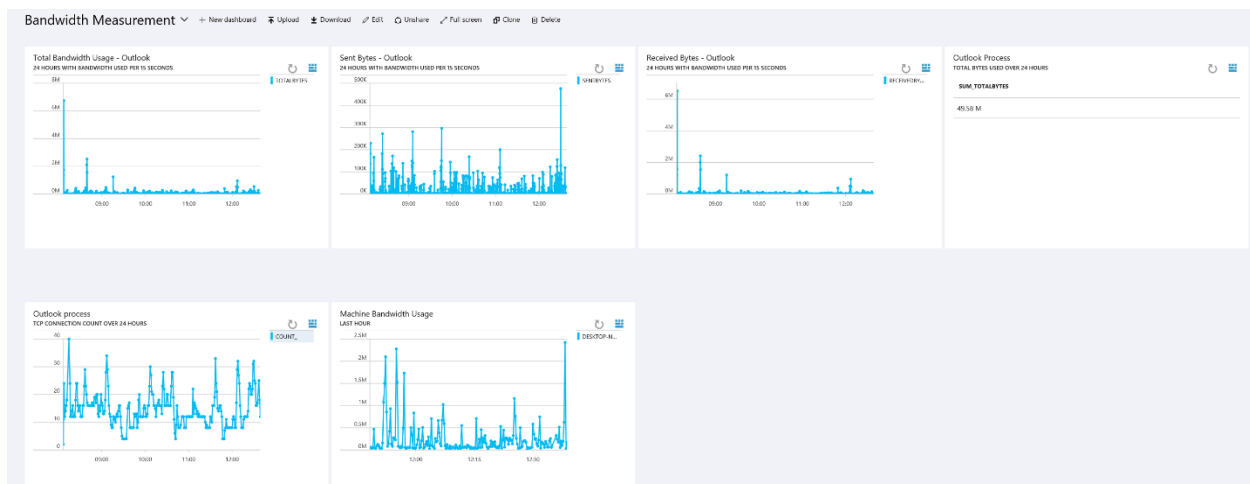 Bandwidth Measurement
New dashboard
Upload
Download
Edit
Unshare
Full screen
Clone
Delete
Total Bandwidth Usage - Outlook
24 HOURS WITH BANDWIDTH USED PER 15 SECONDS
TOTALBYTES
6M
4M
2M
0M
09:00 10:00 11:00 12:00
Sent Bytes - Outlook
24 HOURS WITH BANDWIDTH USED PER 15 SECONDS
SENTBYTES
500K
400K
300K
200K
100K
0K
09:00 10:00 11:00 12:00
Received Bytes - Outlook
24 HOURS WITH BANDWIDTH USED PER 15 SECONDS
RECEIVEDBY...
6M
4M
2M
0M
09:00 10:00 11:00 12:00
Outlook Process
TOTAL BYTES USED OVER 24 HOURS
SUM_TOTALBYTES
49.58 M
Outlook process
TCP CONNECTION COUNT OVER 24 HOURS
COUNT_
40
30
20
10
0
09:00 10:00 11:00 12:00
Machine Bandwidth Usage
LAST HOUR
DESKTOP-N...
2.5M
2M
1.5M
1M
0.5M
0M
12:00 12:15 12:30